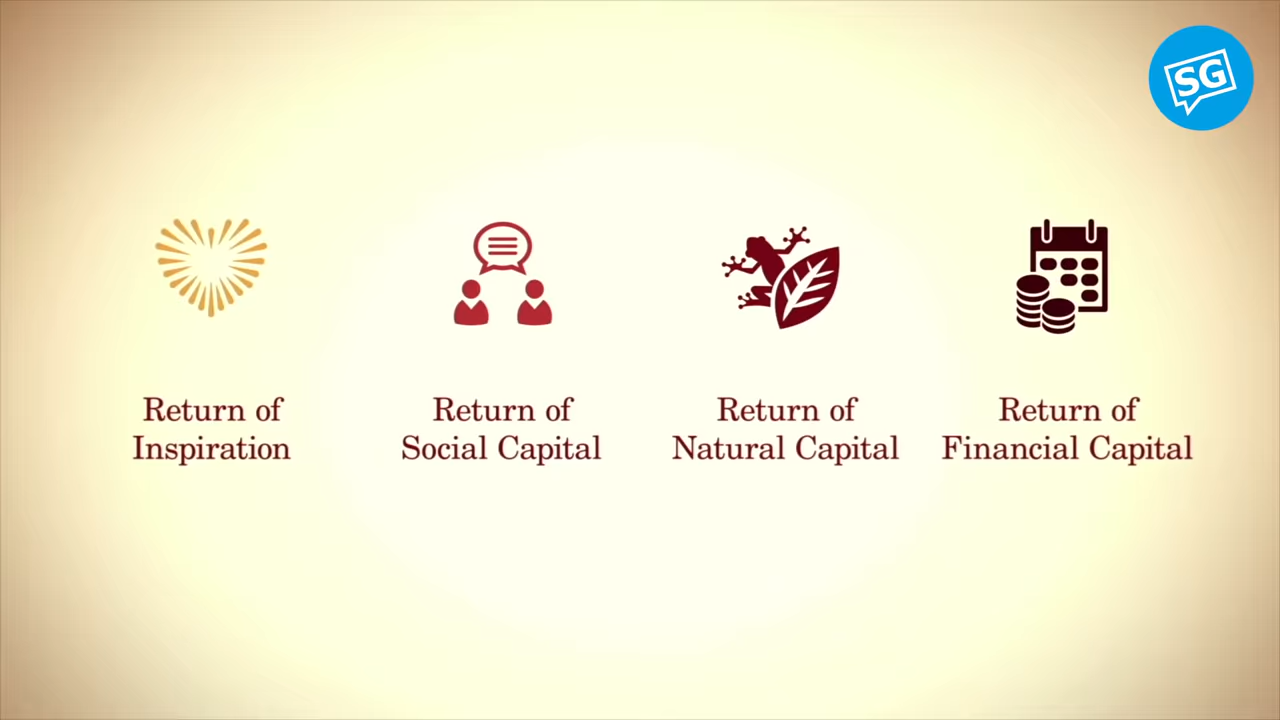 SG
Return of
Inspiration
Return of
Social Capital
Return of
Natural Capital
Return of
Financial Capital